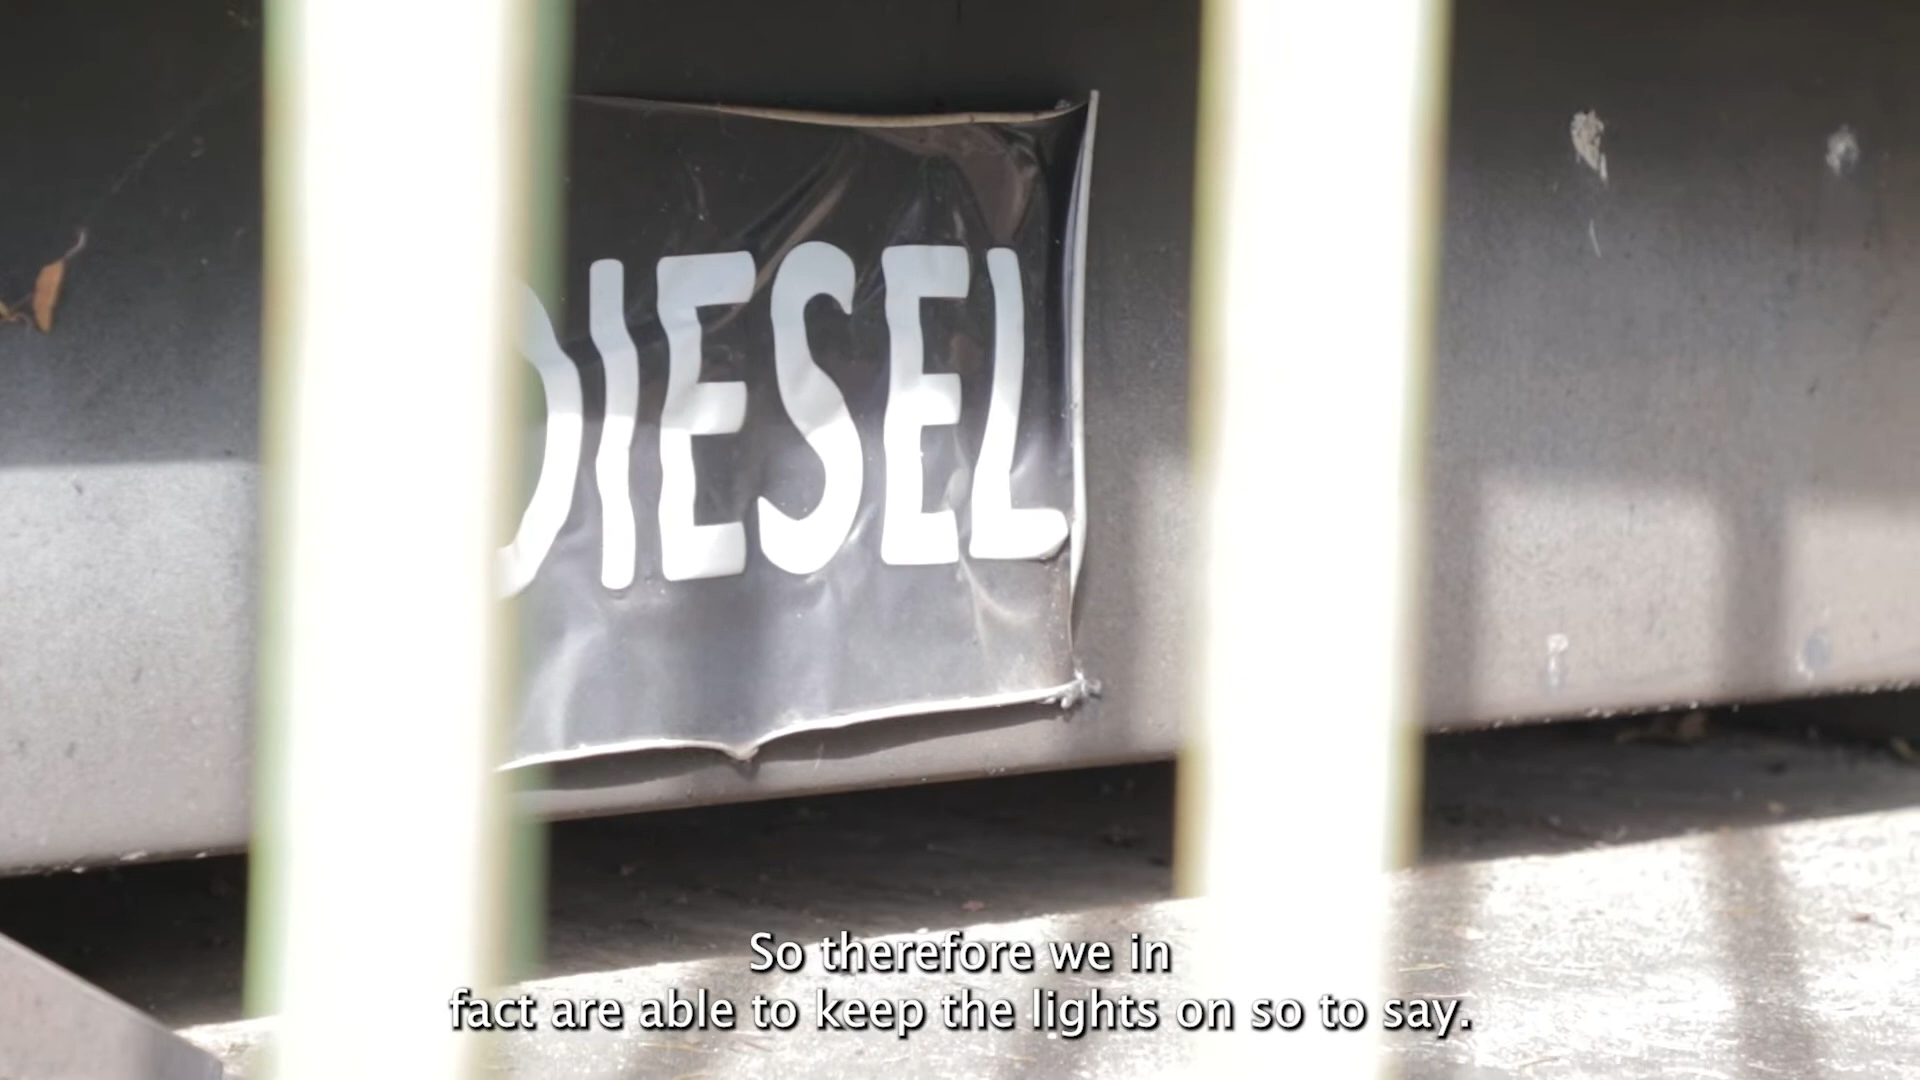 DIESEL
So therefore we in
fact are able to keep the lights on so to say.